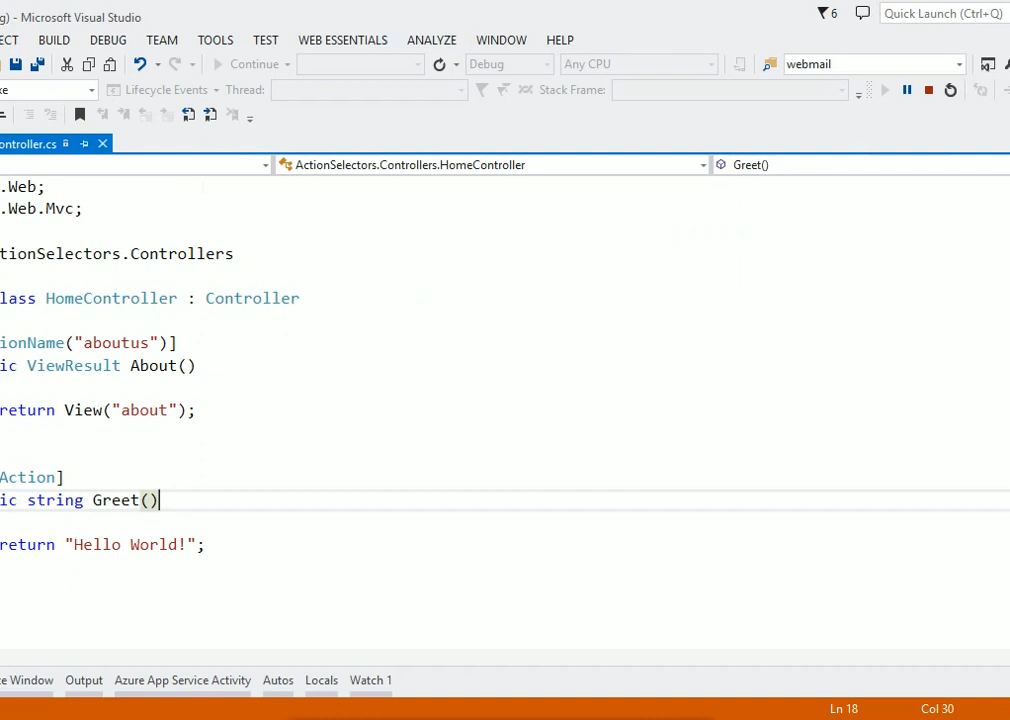 g) - Microsoft Visual Studio
6
Quick Launch (Ctrl+Q)
ECT BUILD DEBUG TEAM TOOLS TEST WEB ESSENTIALS ANALYZE WINDOW HELP
Continue Debug Any CPU webmail
xe Lifecycle Events Thread: Stack Frame:
ontroller.cs
ActionSelectors.Controllers.HomeController Greet()
.Web;
.Web.Mvc;
tionSelectors.Controllers
lass HomeController : Controller
ionName("aboutus")]
ic ViewResult About()
return View("about");
Action]
ic string Greet()
return "Hello World!";
te Window Output Azure App Service Activity Autos Locals Watch 1
Ln 18 Col 30